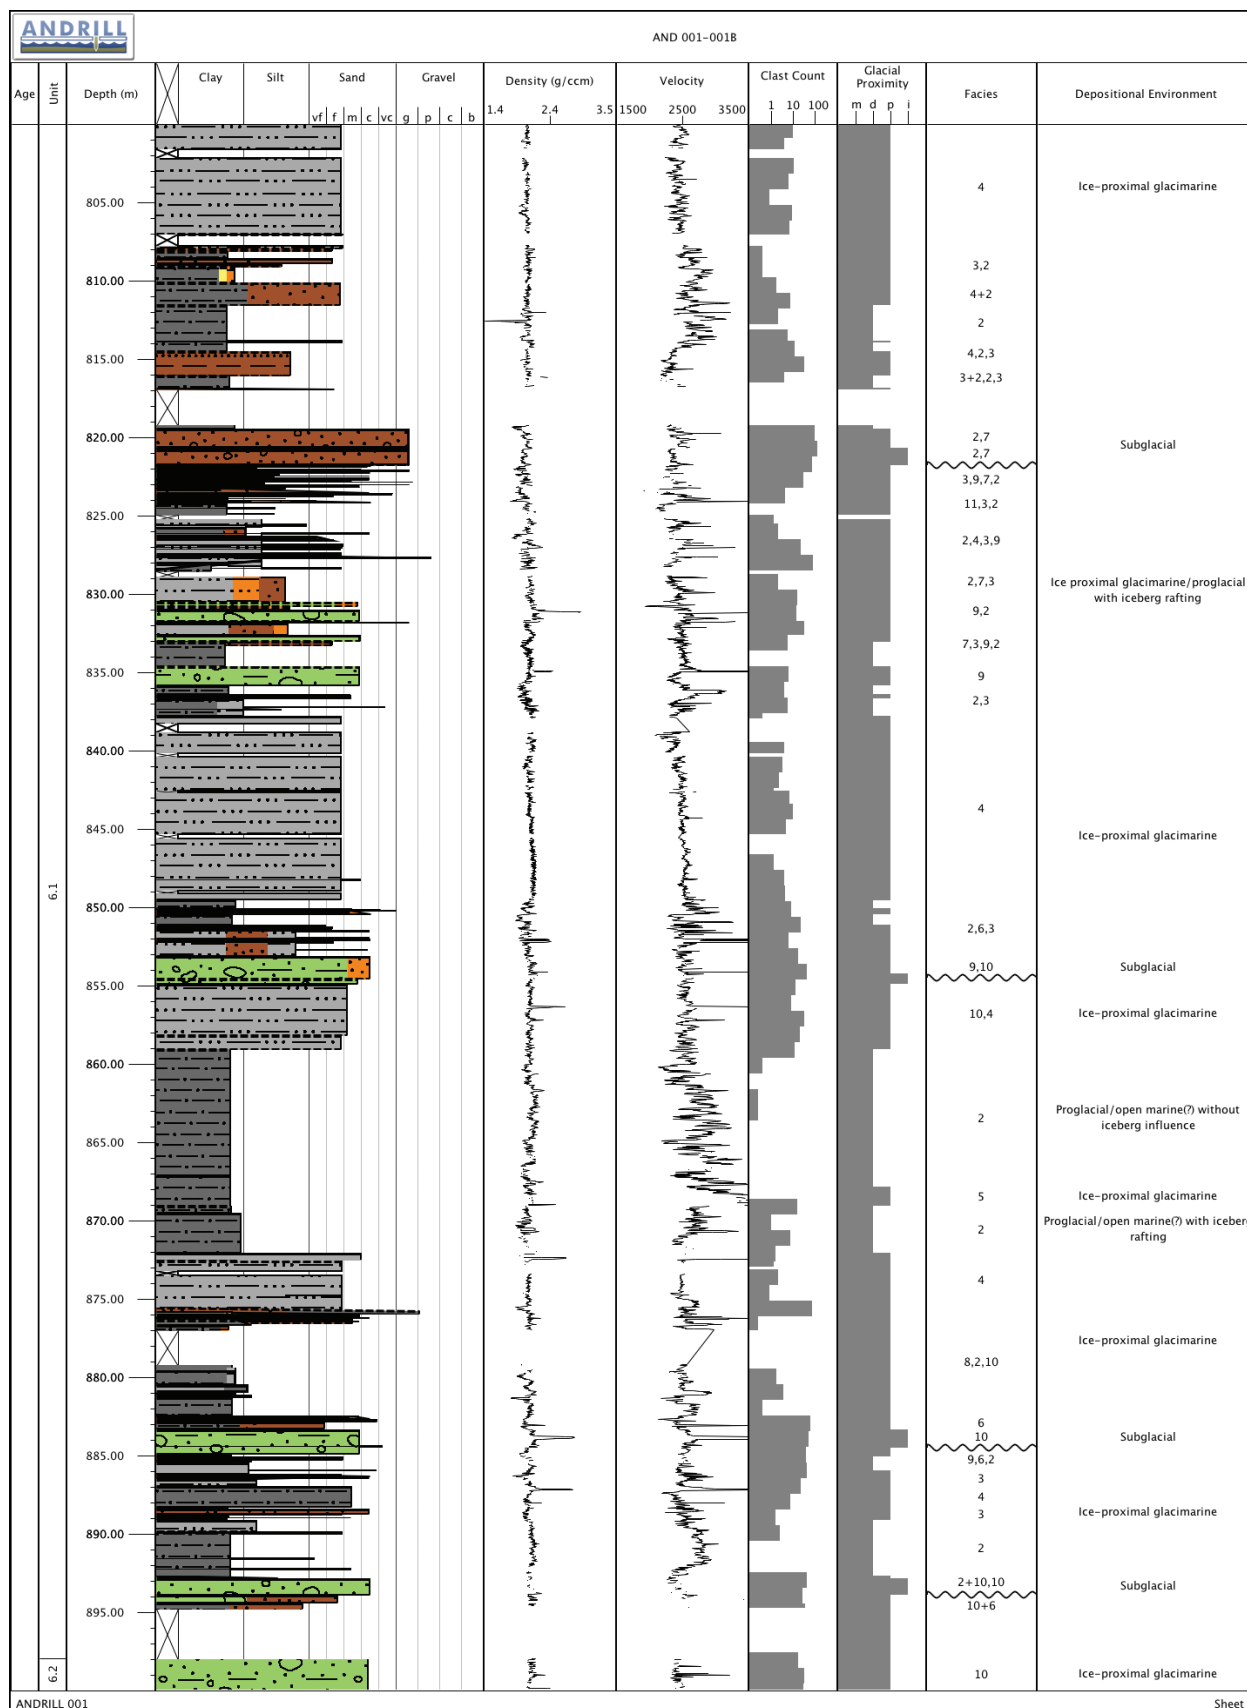 ANDRILL
AND 001-001B
Age
Unit
Depth (m)
Clay
Silt
Sand
Gravel
vf f m c vc g p c b
Density (g/ccm)
1.4 2.4 3.5
Velocity
1500 2500 3500
Clast Count
1 10 100
Glacial
Proximity
m d p i
Facies
Depositional Environment
4
Ice-proximal glacimarine
805.00
3,2
810.00
4+2
2
4,2,3
815.00
3+2,2,3
820.00
2,7
Subglacial
2,7
3,9,7,2
11,3,2
825.00
2,4,3,9
2,7,3
Ice proximal glacimarine/proglacial
with iceberg rafting
830.00
9,2
7,3,9,2
835.00
9
2,3
840.00
4
845.00
Ice-proximal glacimarine
6.1
850.00
2,6,3
9,10
Subglacial
855.00
10,4
Ice-proximal glacimarine
860.00
2
Proglacial/open marine(?) without
iceberg influence
865.00
5
Ice-proximal glacimarine
870.00
2
Proglacial/open marine(?) with iceberg
rafting
4
875.00
Ice-proximal glacimarine
8,2,10
880.00
6
10
Subglacial
885.00
9,6,2
3
4
3
Ice-proximal glacimarine
890.00
2
2+10,10
Subglacial
10+6
895.00
6.2
10
Ice-proximal glacimarine
ANDRILL 001
Sheet